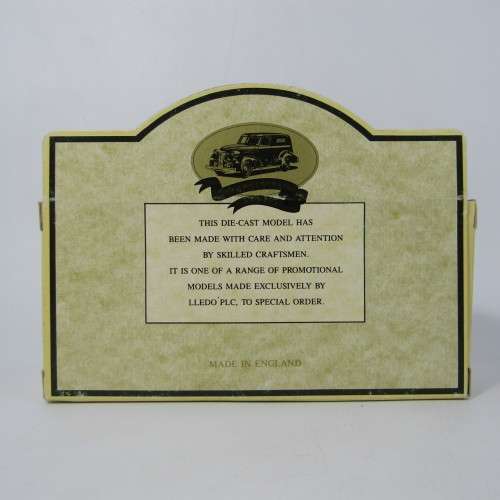 THIS DIE-CAST MODEL HAS
BEEN MADE WITH CARE AND ATTENTION
BY SKILLED CRAFTSMEN.
IT IS ONE OF A RANGE OF PROMOTIONAL
MODELS MADE EXCLUSIVELY BY
LLEDO PLC, TO SPECIAL ORDER.
MADE IN ENGLAND